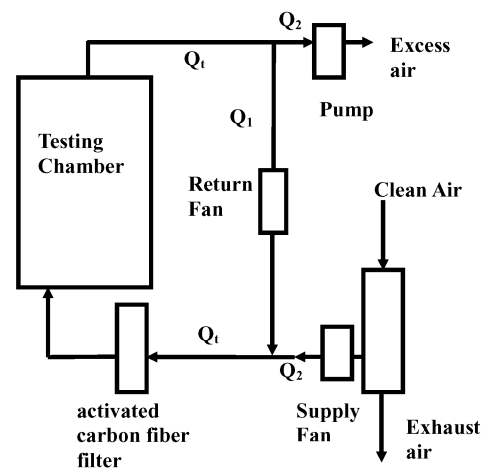 Q2
Excess
air
Qt
Pump
Q1
Testing
Chamber
Return
Fan
Clean Air
Qt
Q2
activated
carbon fiber
filter
Supply
Fan
Exhaust
air